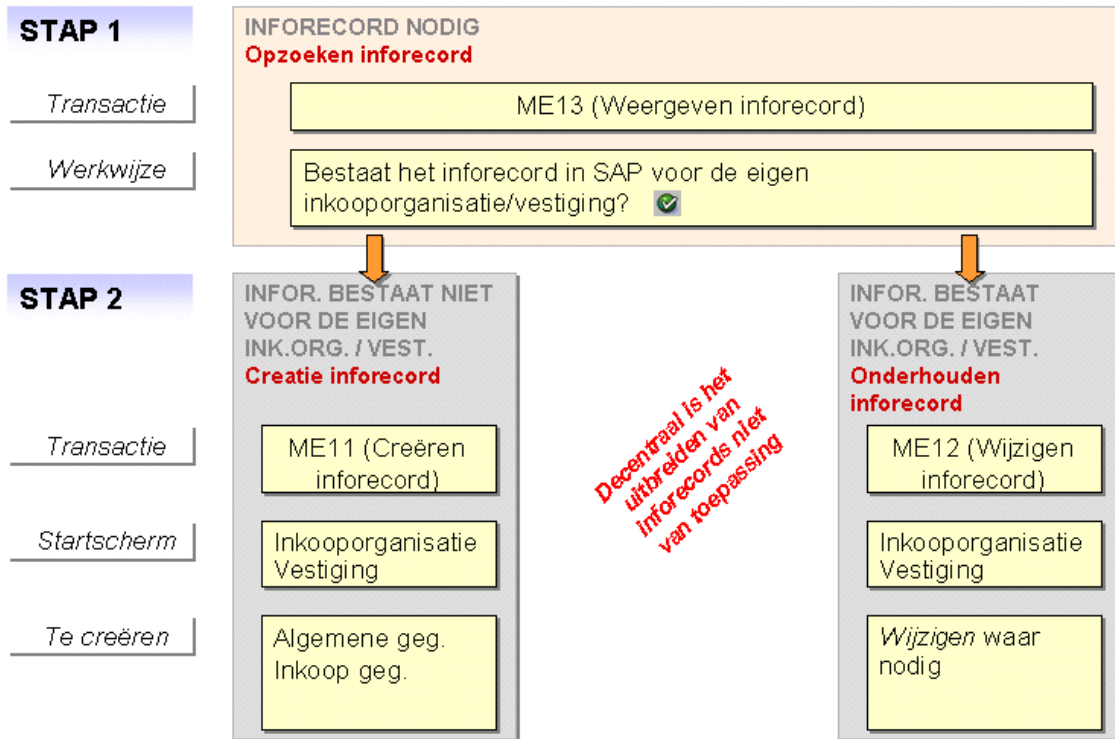 STAP 1
INFORECORD NODIG
Opzoeken inforecord
Transactie
ME13 (Weergeven inforecord)
Werkwijze
Bestaat het inforecord in SAP voor de eigen
inkooporganisatie/vestiging?
STAP 2
INFOR. BESTAAT NIET
VOOR DE EIGEN
INK.ORG. / VEST.
Creatie inforecord
INFOR. BESTAAT
VOOR DE EIGEN
INK.ORG. / VEST.
Onderhouden
inforecord
Decentraal is het
uitbreiden van
inforecords niet
van toepassing
Transactie
ME11 (Creëren
inforecord)
ME12 (Wijzigen
inforecord)
Startscherm
Inkooporganisatie
Vestiging
Inkooporganisatie
Vestiging
Te creëren
Algemene geg.
Inkoop geg.
Wijzigen waar
nodig